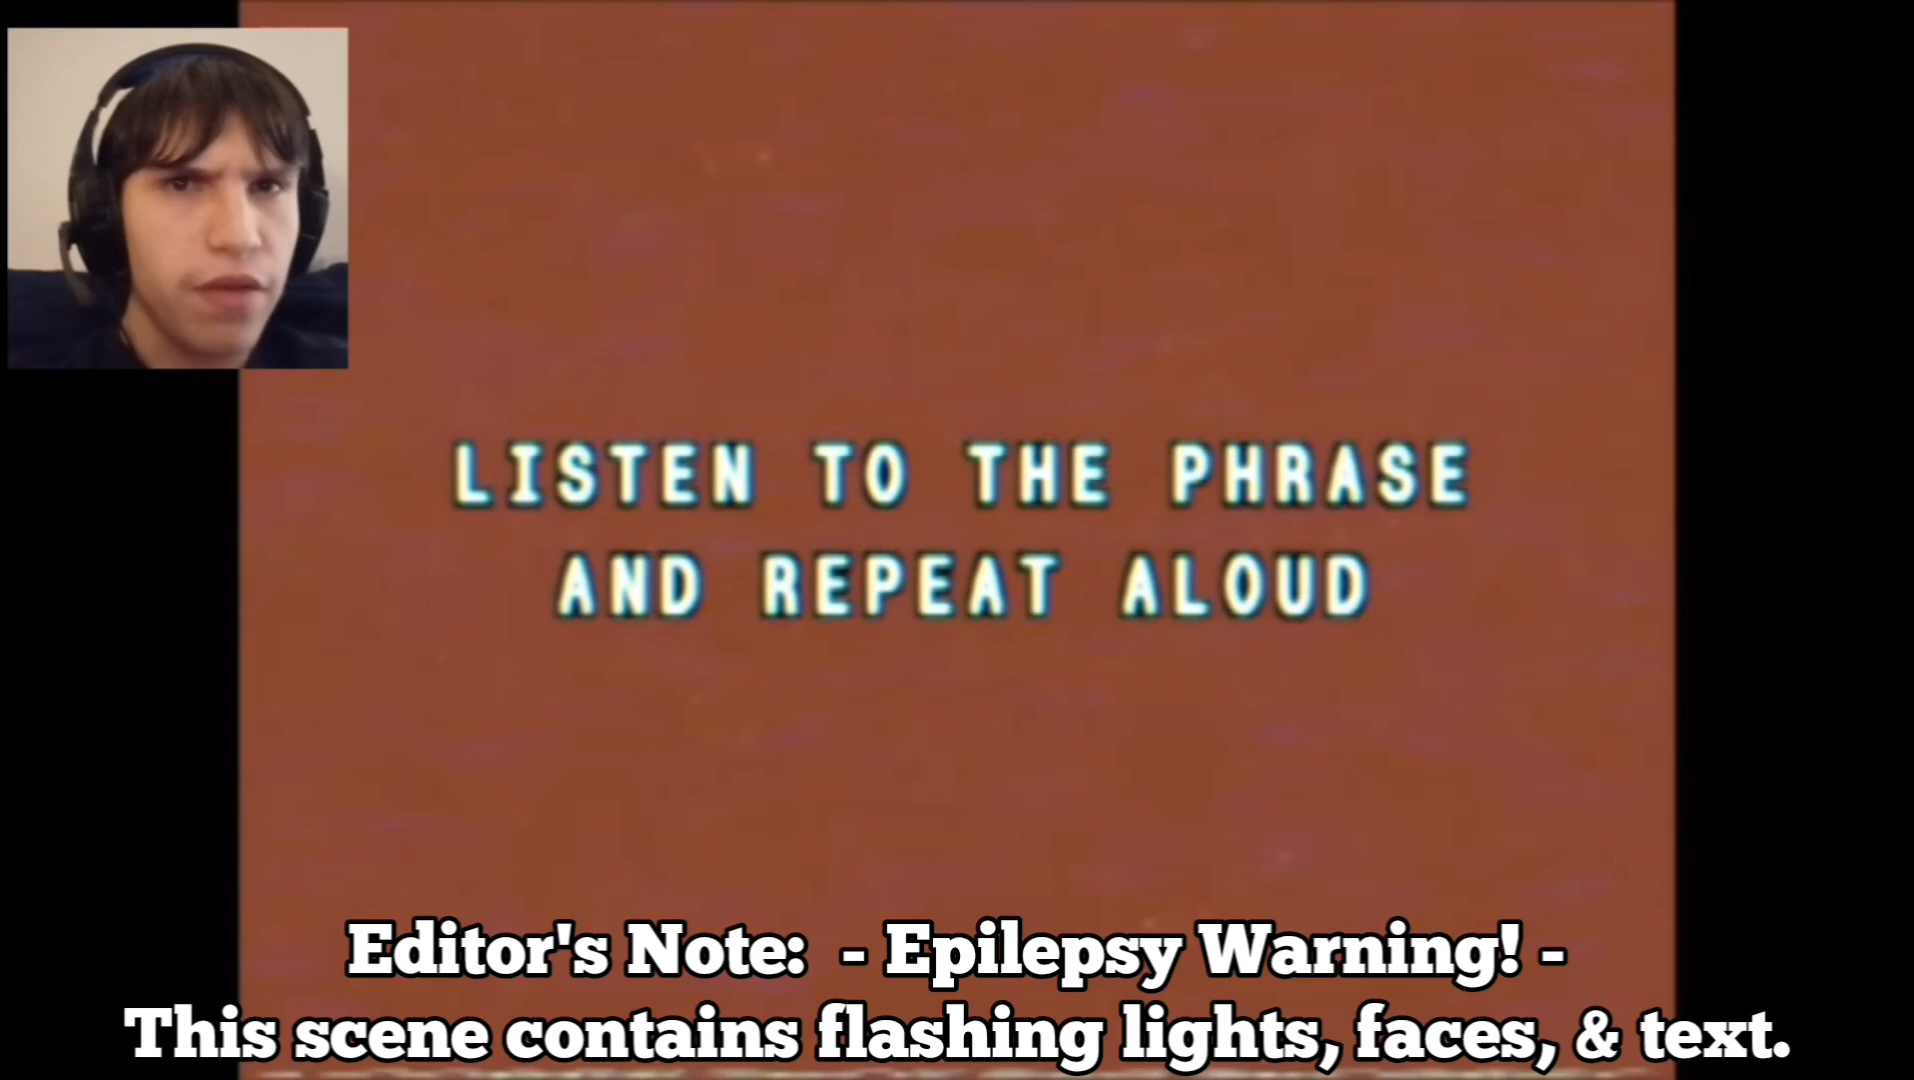 LISTEN TO THE PHRASE
AND REPEAT ALOUD
Editor's Note:  - Epilepsy Warning! -
This scene contains flashing lights, faces, & text.